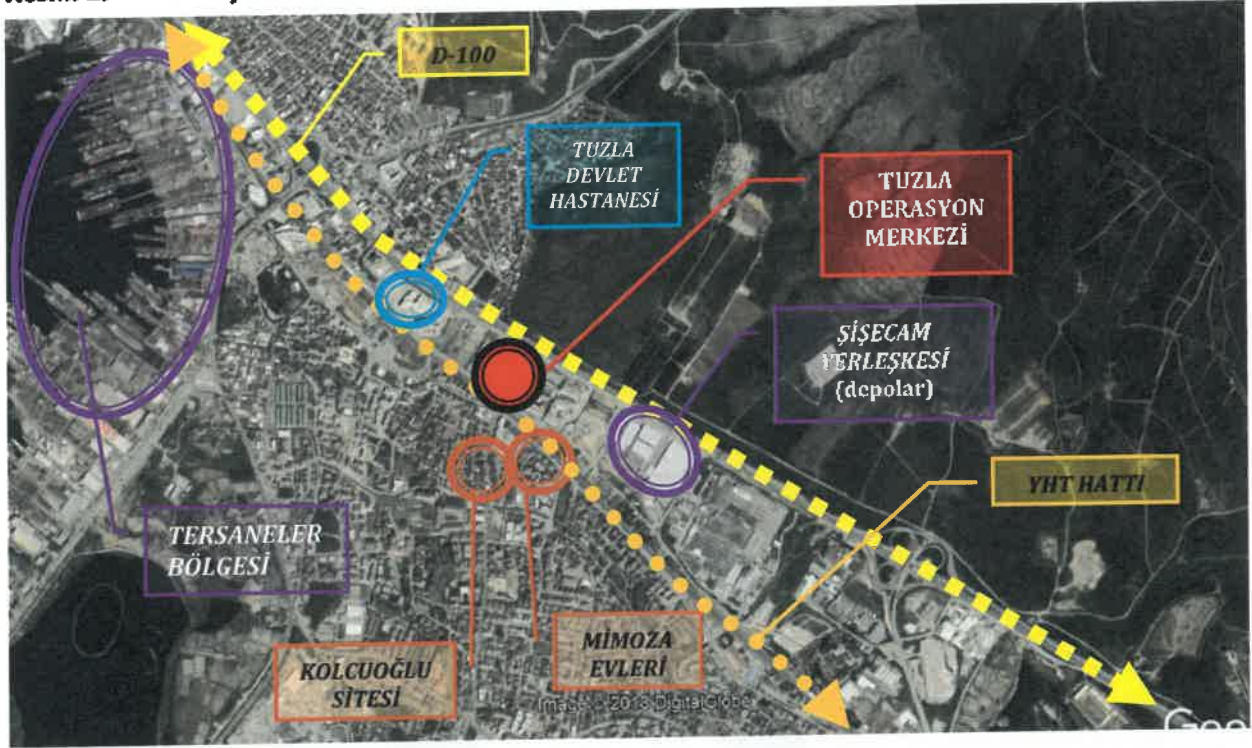 D-100
TUZLA
DEVLET
HASTANESİ
TUZLA
OPERASYON
MERKEZİ
ŞİŞECAM
YERLEŞKESİ
(depolar)
YHT HATTI
TERSANELER
BÖLGESİ
KOLCUOĞLU
SİTESİ
MİMOZA
EVLERİ
Image © 2018 DigitalGlobe
Goo